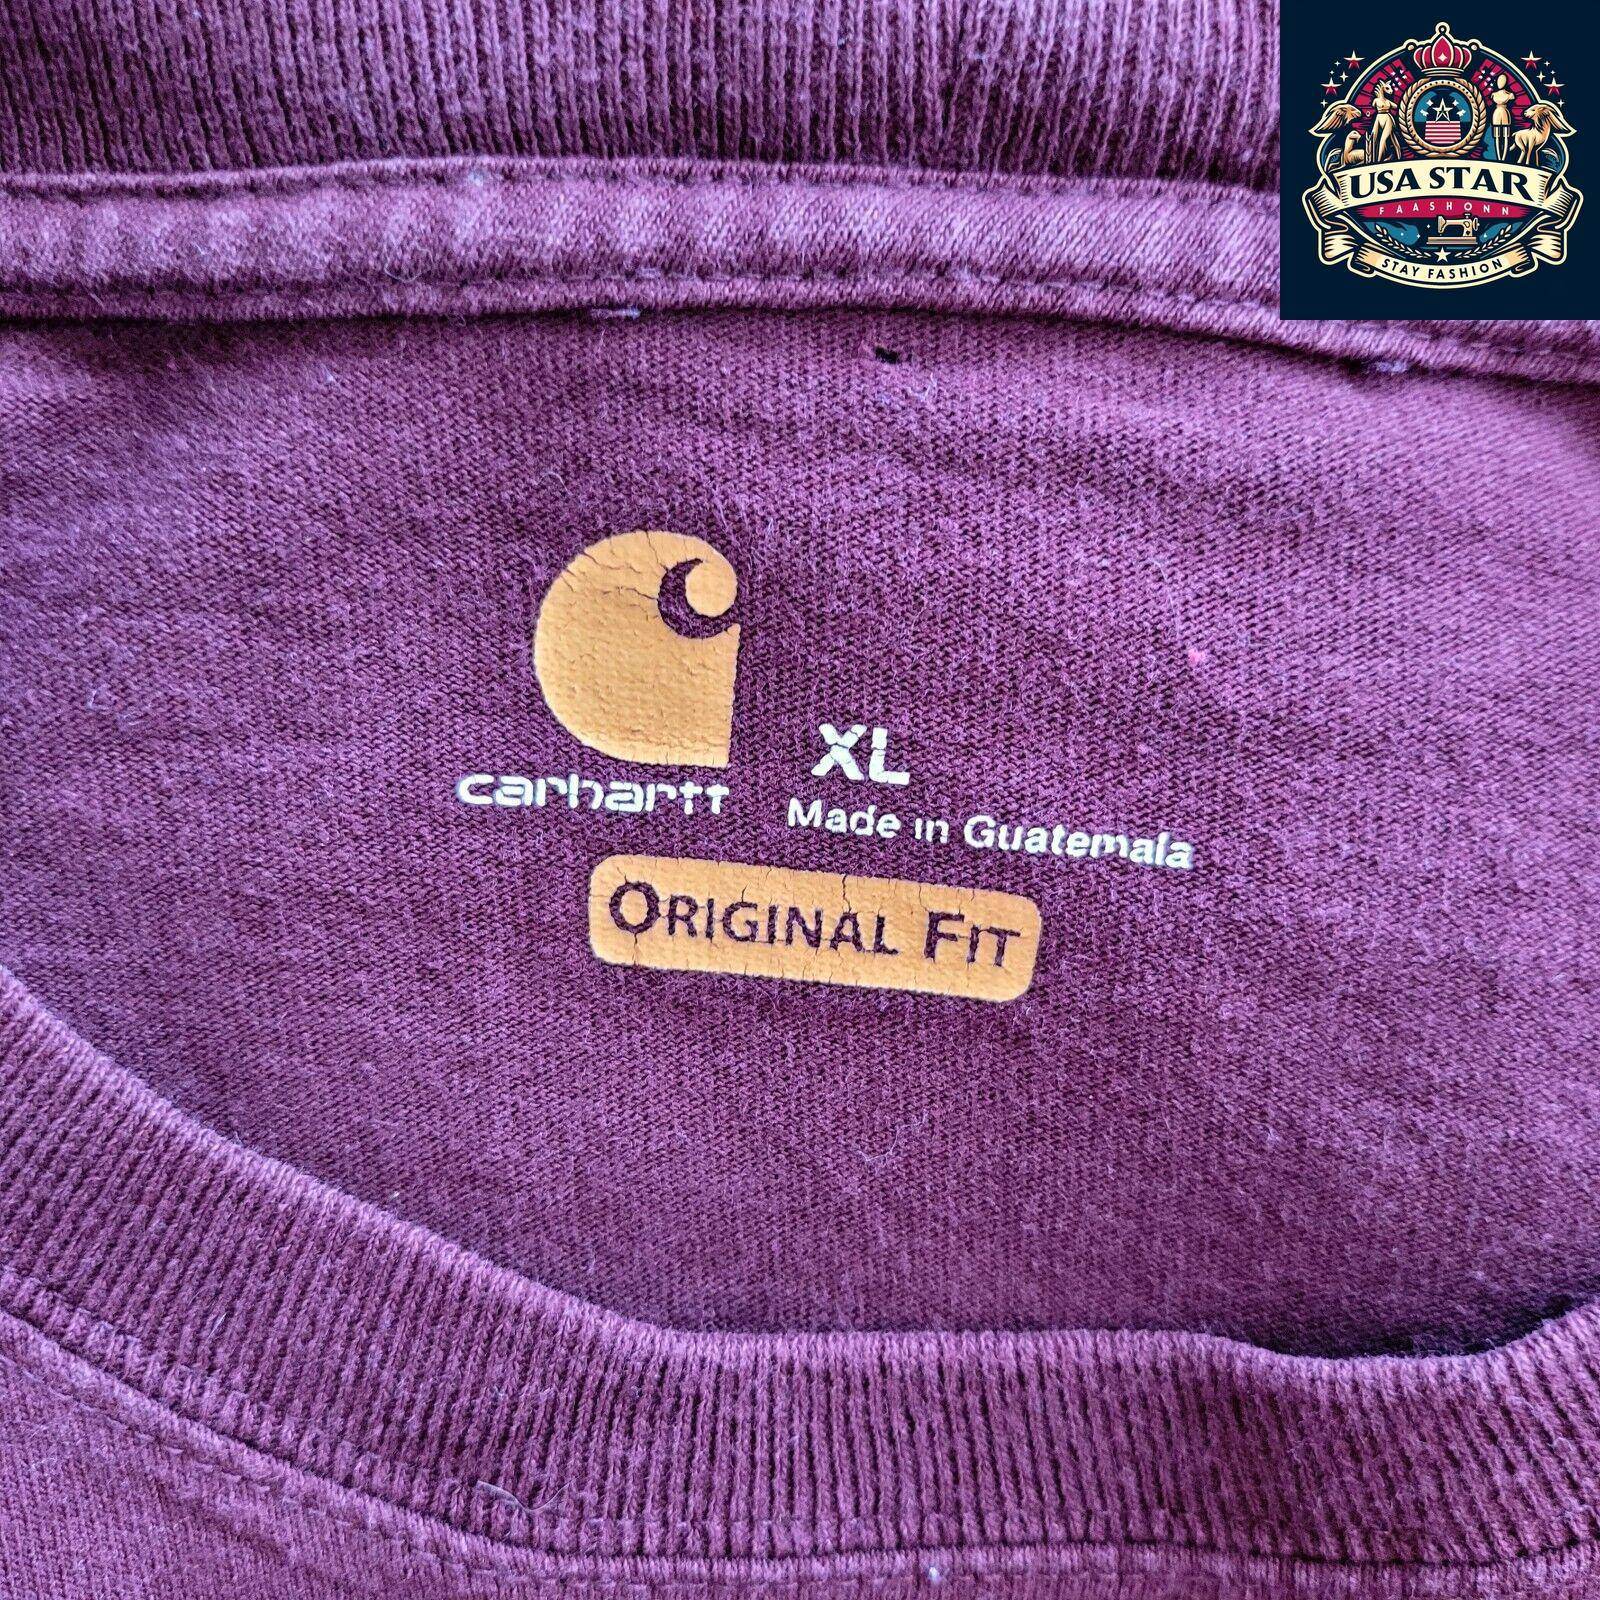 USA STAR
FAASHONN
STAY FASHION
carhartt
XL
Made in Guatemala
ORIGINAL FIT